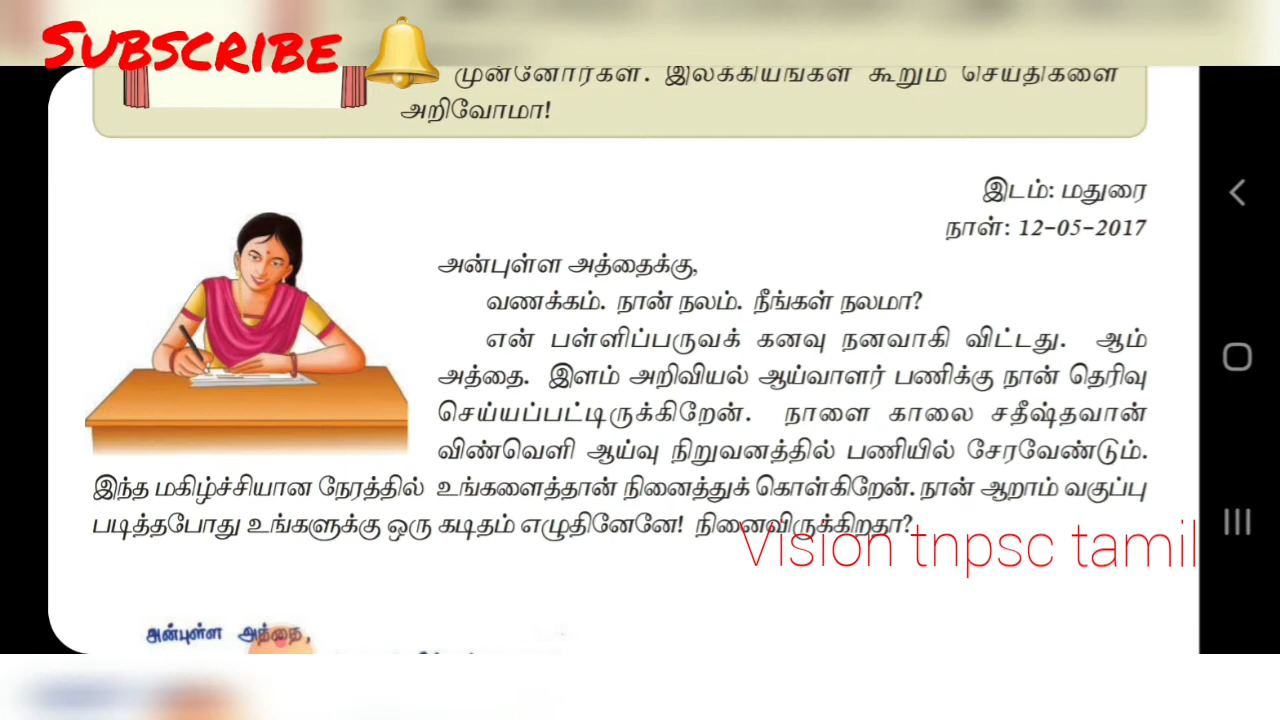 SUBSCRIBE
முன்னோர்கள். இலக்கியங்கள் கூறும் செய்திகளை
அறிவோமா!
இடம்: மதுரை
நாள்: 12-05-2017
அன்புள்ள அத்தைக்கு,
வணக்கம். நான் நலம். நீங்கள் நலமா?
என் பள்ளிப்பருவக் கனவு நனவாகி விட்டது. ஆம்
அத்தை. இளம் அறிவியல் ஆய்வாளர் பணிக்கு நான் தெரிவு
செய்யப்பட்டிருக்கிறேன். நாளை காலை சதீஷ்தவான்
விண்வெளி ஆய்வு நிறுவனத்தில் பணியில் சேரவேண்டும்.
இந்த மகிழ்ச்சியான நேரத்தில் உங்களைத்தான் நினைத்துக் கொள்கிறேன். நான் ஆறாம் வகுப்பு
படித்தபோது உங்களுக்கு ஒரு கடிதம் எழுதினேனே! நினைவிருக்கிறதா?
Vision tnpsc tamil
அன்புள்ள அத்தை,